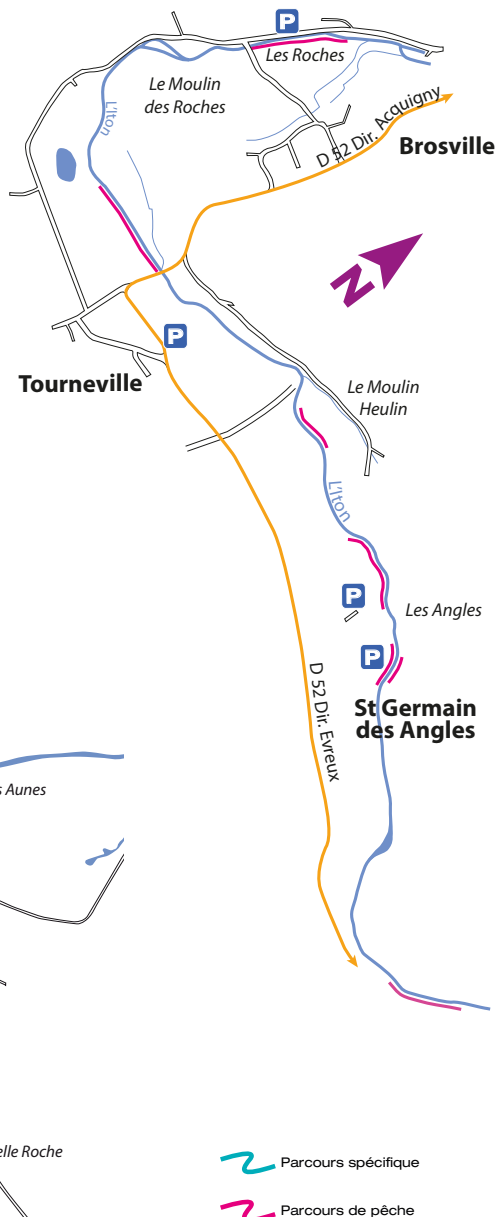 P
Les Roches
Le Moulin
des Roches
L'Iton
D 52 Dir. Acquigny
Brosville
N
P
Tourneville
Le Moulin
Heulin
L'Iton
P
Les Angles
P
St Germain
des Angles
D 52 Dir. Evreux
Aunes
Roche
Parcours spécifique
Parcours de pêche